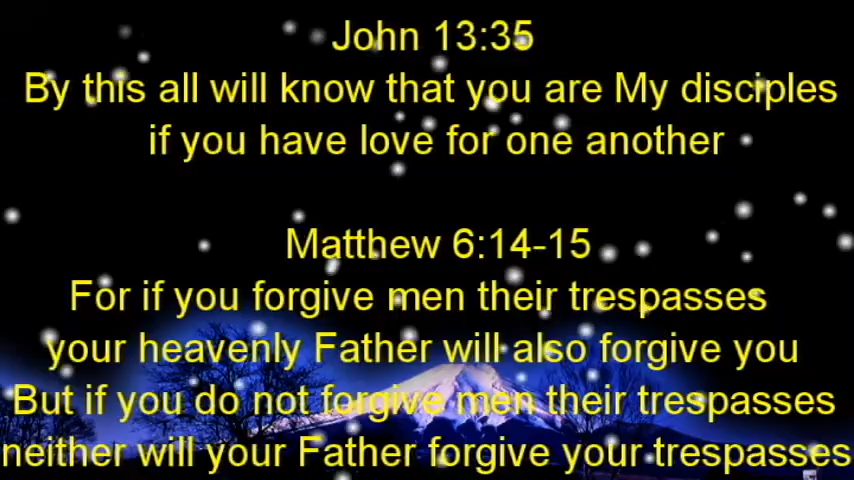 John 13:35
By this all will know that you are My disciples
if you have love for one another
Matthew 6:14-15
For if you forgive men their trespasses
your heavenly Father will also forgive you
But if you do not forgive men their trespasses
neither will your Father forgive your trespasses